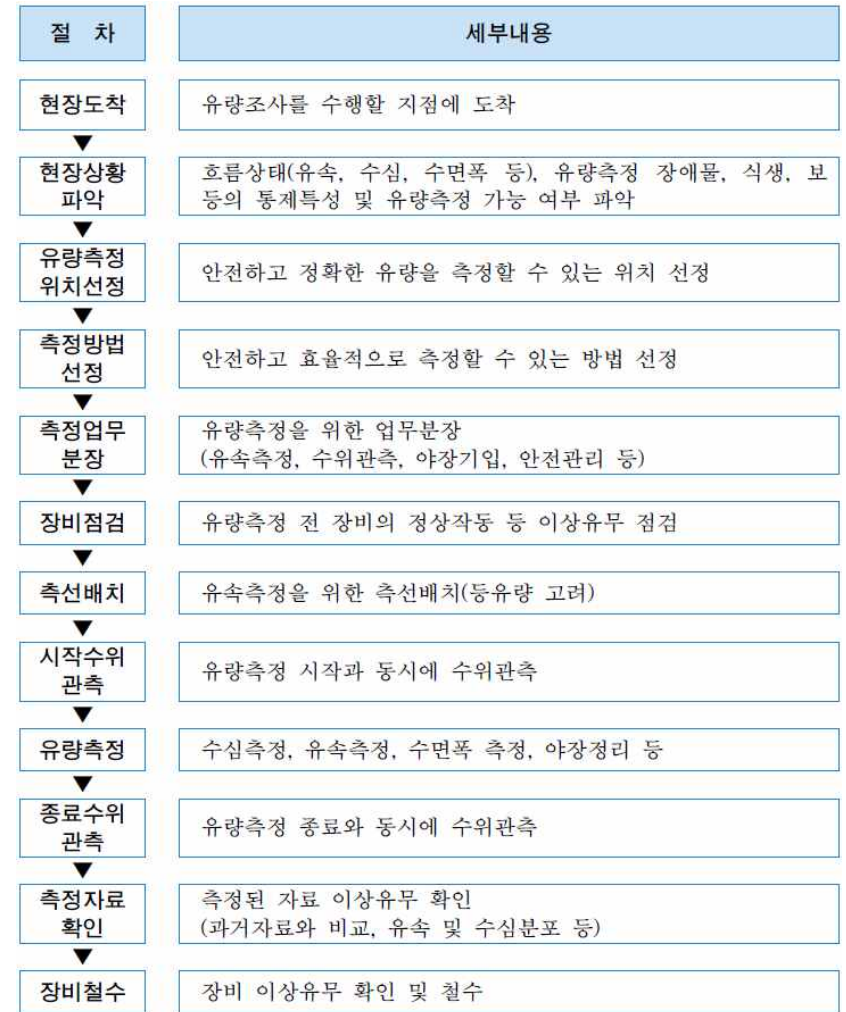 절 차
세부내용
현장도착
유량조사를 수행할 지점에 도착
▼
현장상황
파악
흐름상태(유속, 수심, 수면폭 등), 유량측정 장애물, 식생, 보
등의 통제특성 및 유량측정 가능 여부 파악
▼
유량측정
위치선정
안전하고 정확한 유량을 측정할 수 있는 위치 선정
▼
측정방법
선정
안전하고 효율적으로 측정할 수 있는 방법 선정
▼
측정업무
분장
유량측정을 위한 업무분장
(유속측정, 수위관측, 야장기입, 안전관리 등)
▼
장비점검
유량측정 전 장비의 정상작동 등 이상유무 점검
▼
측선배치
유속측정을 위한 측선배치(등유량 고려)
▼
시작수위
관측
유량측정 시작과 동시에 수위관측
▼
유량측정
수심측정, 유속측정, 수면폭 측정, 야장정리 등
▼
종료수위
관측
유량측정 종료와 동시에 수위관측
▼
측정자료
확인
측정된 자료 이상유무 확인
(과거자료와 비교, 유속 및 수심분포 등)
▼
장비철수
장비 이상유무 확인 및 철수